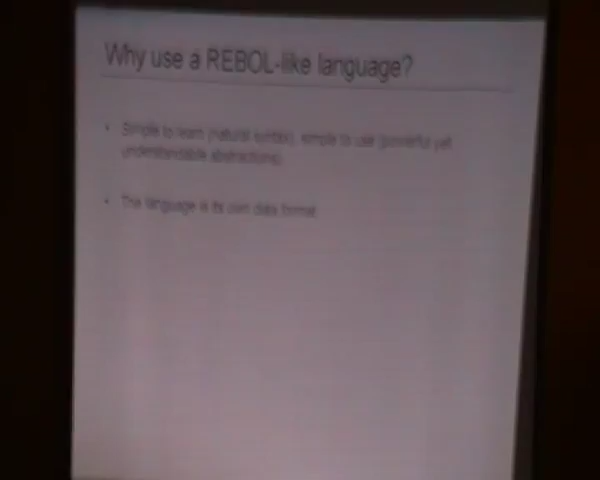 Why use a REBOL-like language?
• Simple to learn (natural syntax), simple to use (powerful yet
understandable abstractions)
• The language is its own data format